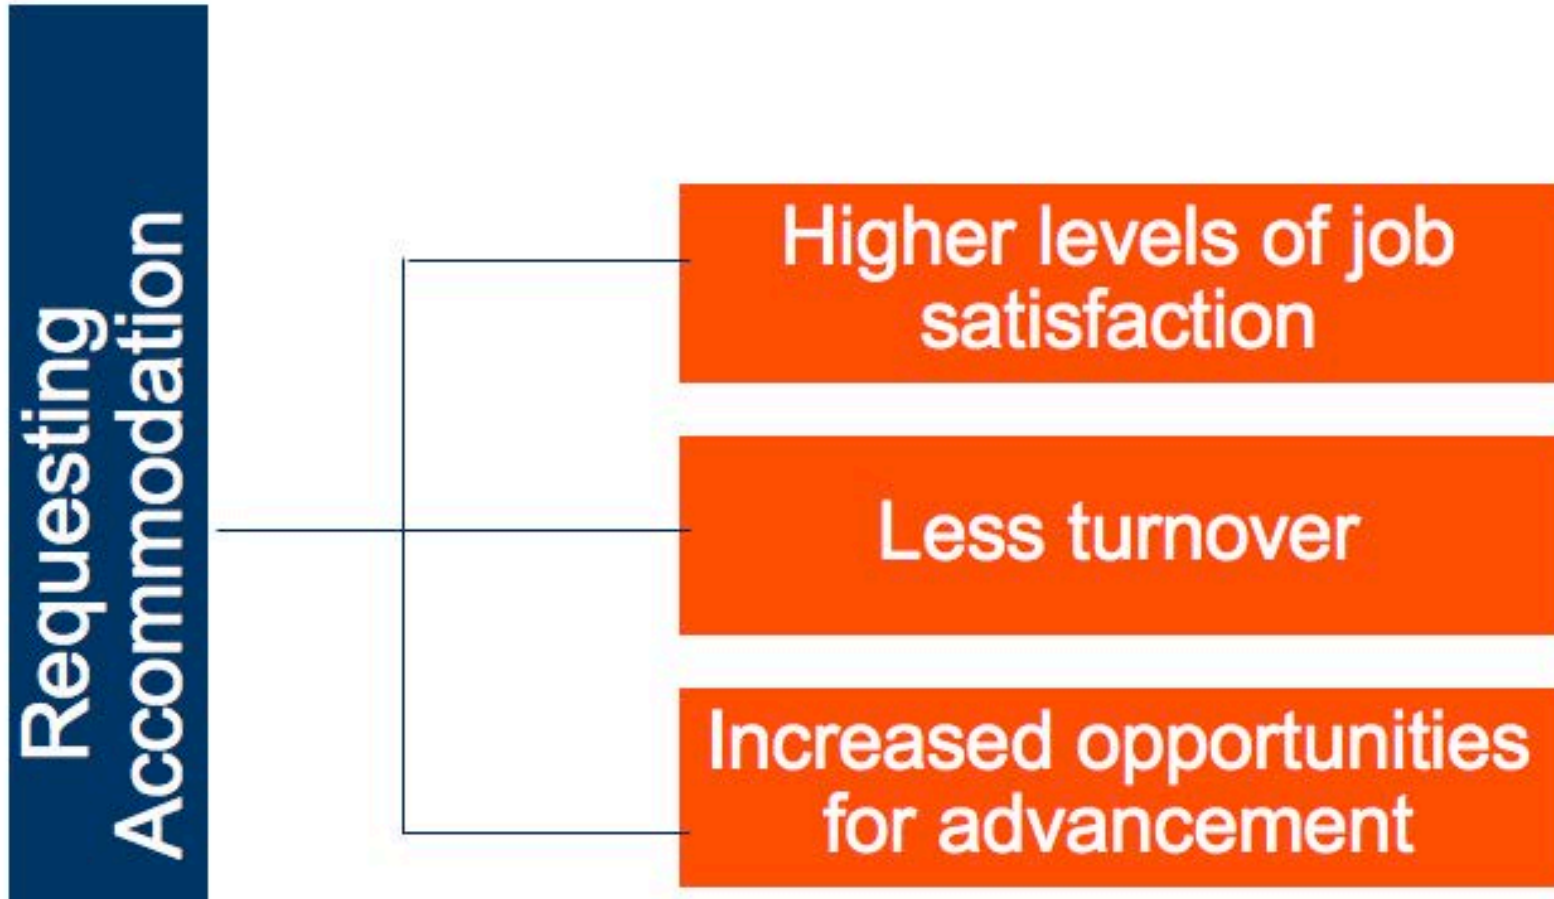 Requesting
Accommodation
Higher levels of job
satisfaction
Less turnover
Increased opportunities
for advancement